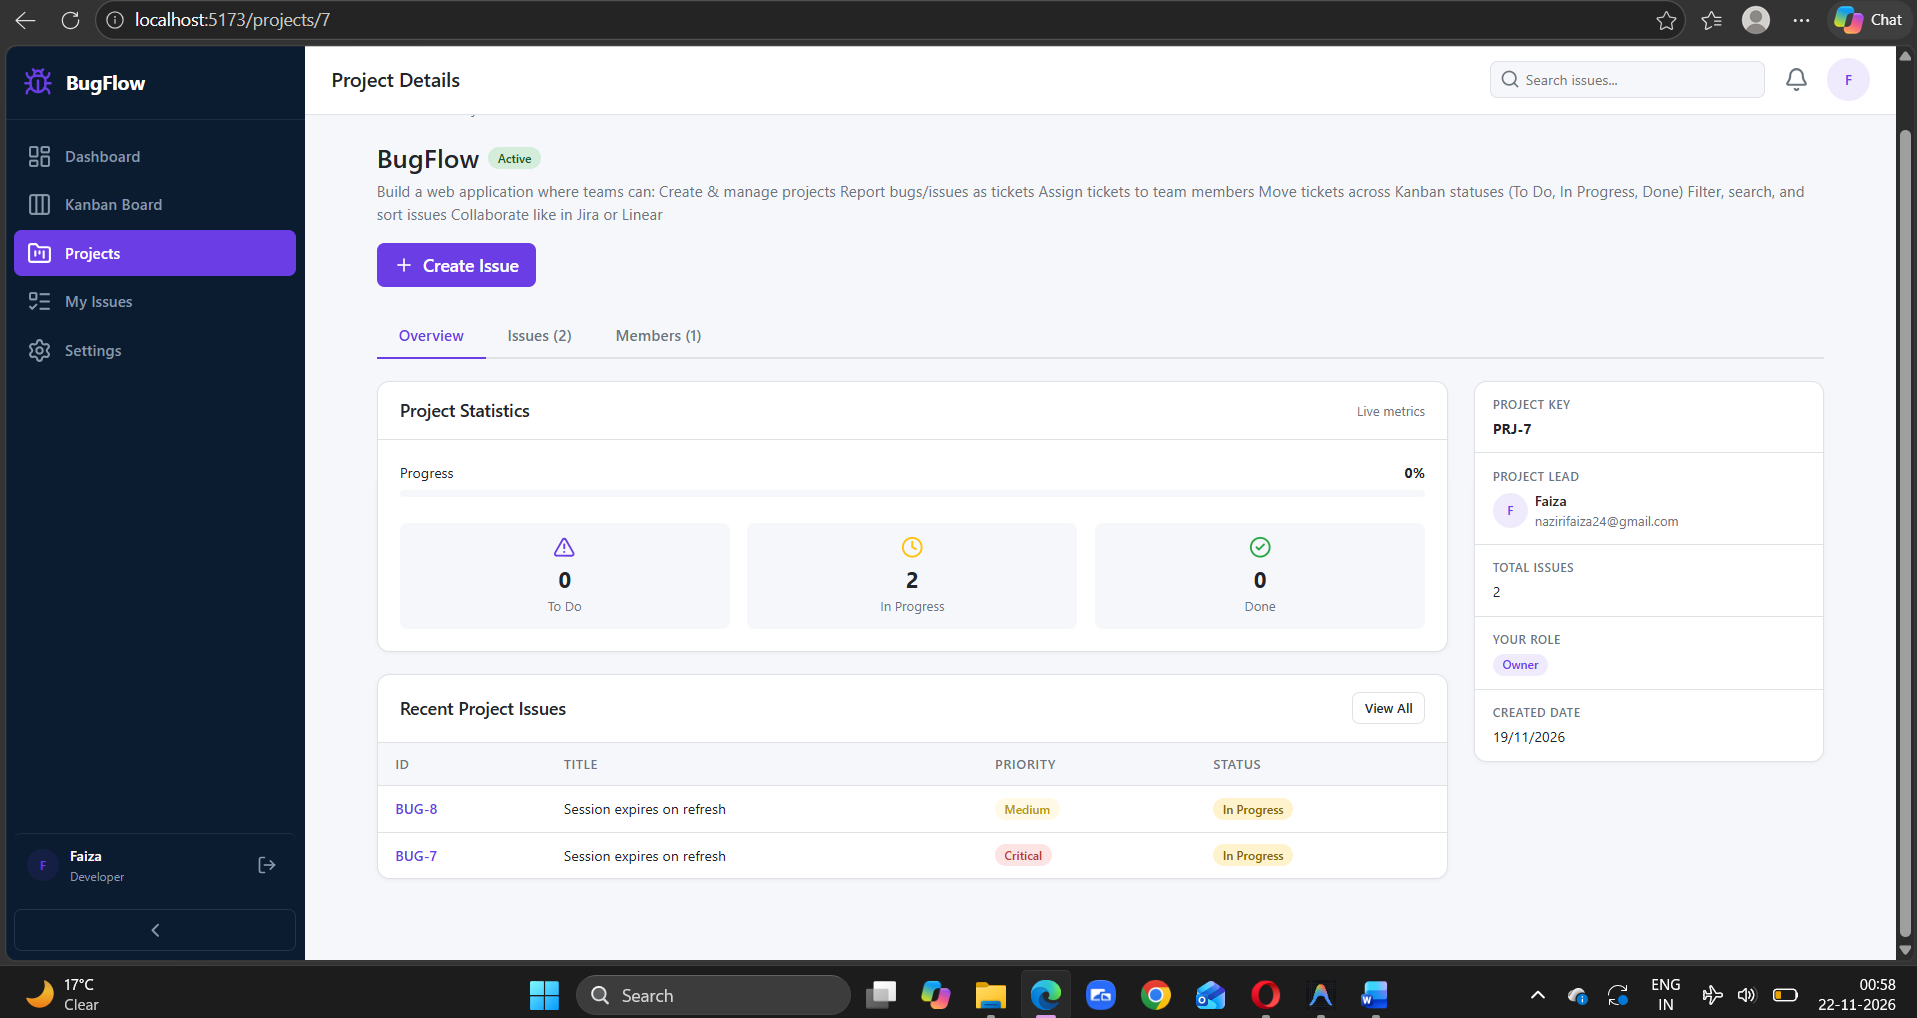 localhost:5173/projects/7
Chat
BugFlow
Dashboard
Kanban Board
Projects
My Issues
Settings
F
Faiza
Developer
Project Details
Search issues...
F
BugFlow
Active
Build a web application where teams can: Create & manage projects Report bugs/issues as tickets Assign tickets to team members Move tickets across Kanban statuses (To Do, In Progress, Done) Filter, search, and
sort issues Collaborate like in Jira or Linear
Create Issue
Overview
Issues (2)
Members (1)
Project Statistics
Live metrics
Progress
0%
0
To Do
2
In Progress
0
Done
Recent Project Issues
View All
ID TITLE PRIORITY STATUS
BUG-8 Session expires on refresh Medium In Progress
BUG-7 Session expires on refresh Critical In Progress
PROJECT KEY
PRJ-7
PROJECT LEAD
F
Faiza
nazirifaiza24@gmail.com
TOTAL ISSUES
2
YOUR ROLE
Owner
CREATED DATE
19/11/2026
17°C
Clear
Search
ENG
IN
00:58
22-11-2026